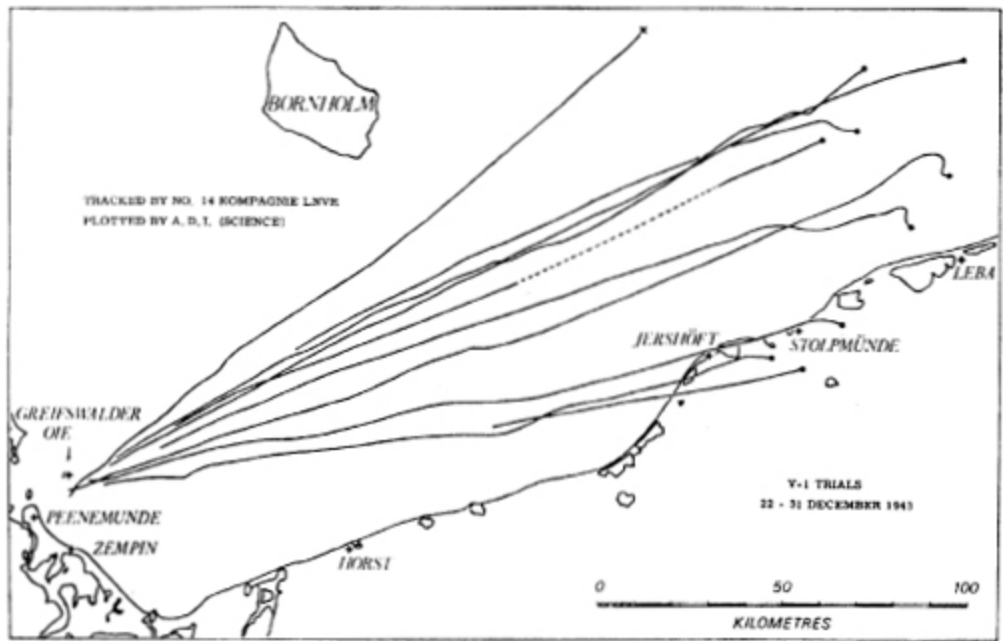 BORNHOLM
TRACKED BY NO. 14 KOMPAGNIE LNVR
PLOTTED BY A.D.I. (SCIENCE)
LEBA
JERSHÖFT
STOLPMÜNDE
GREIFSWALDER
OIE
V-1 TRIALS
22 - 31 DECEMBER 1943
PEENEMUNDE
ZEMPIN
HORST
0 50 100
KILOMETRES